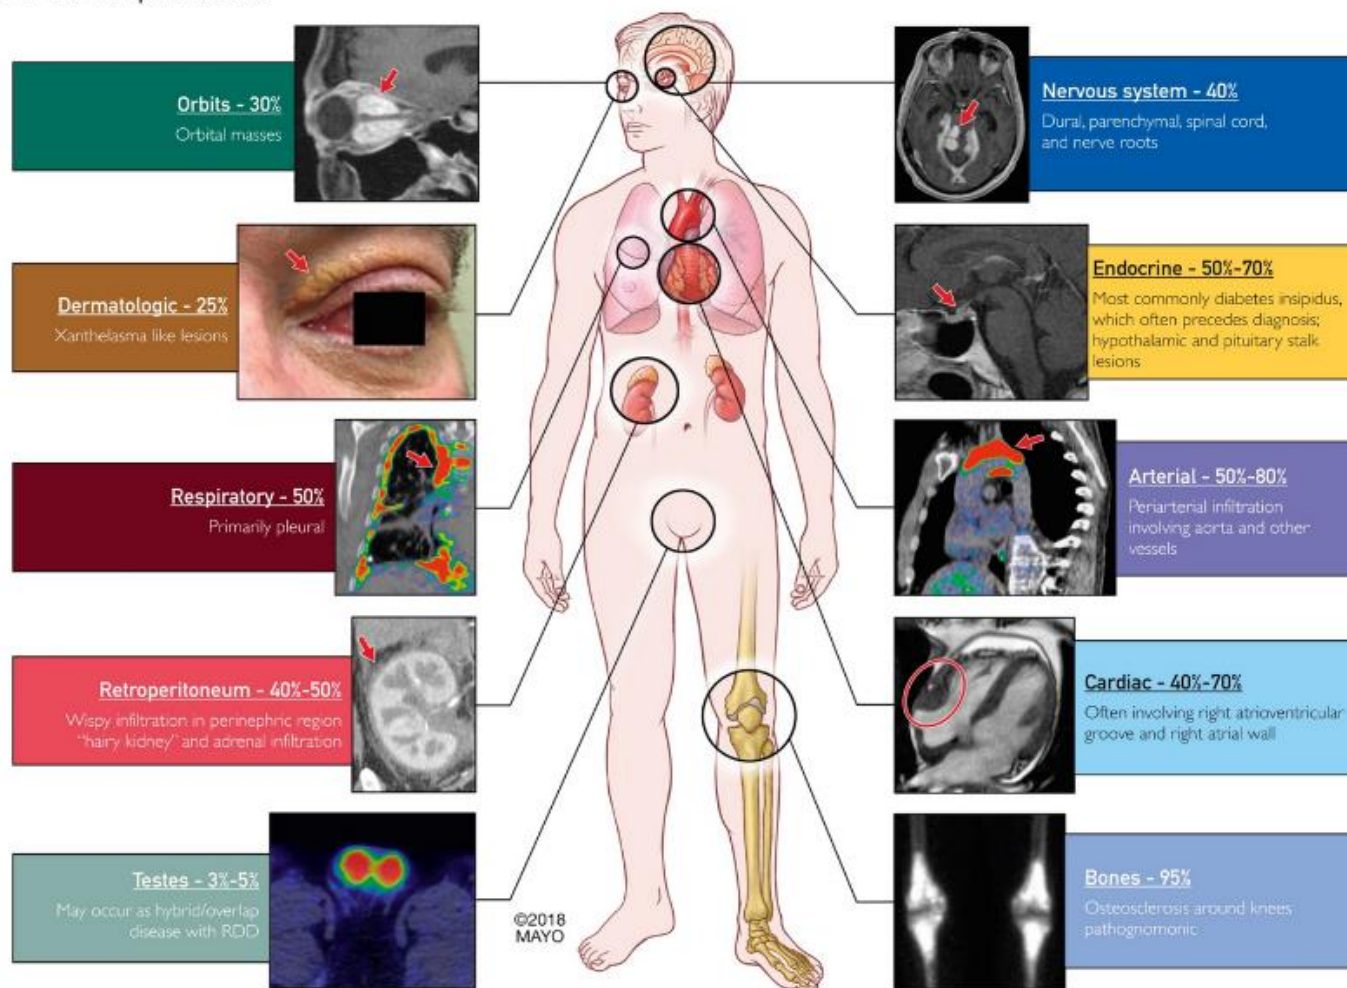 Orbits - 30%
Orbital masses
Dermatologic - 25%
Xanthelasma like lesions
Respiratory - 50%
Primarily pleural
Retroperitoneum - 40%-50%
Wispy infiltration in perinephric region
"hairy kidney" and adrenal infiltration
Testes - 3%-5%
May occur as hybrid/overlap
disease with RDD
©2018
MAYO
Nervous system - 40%
Dural, parenchymal, spinal cord,
and nerve roots
Endocrine - 50%-70%
Most commonly diabetes insipidus,
which often precedes diagnosis;
hypothalamic and pituitary stalk
lesions
Arterial - 50%-80%
Periarterial infiltration
involving aorta and other
vessels
Cardiac - 40%-70%
Often involving right atrioventricular
groove and right atrial wall
Bones - 95%
Osteosclerosis around knees
pathognomonic